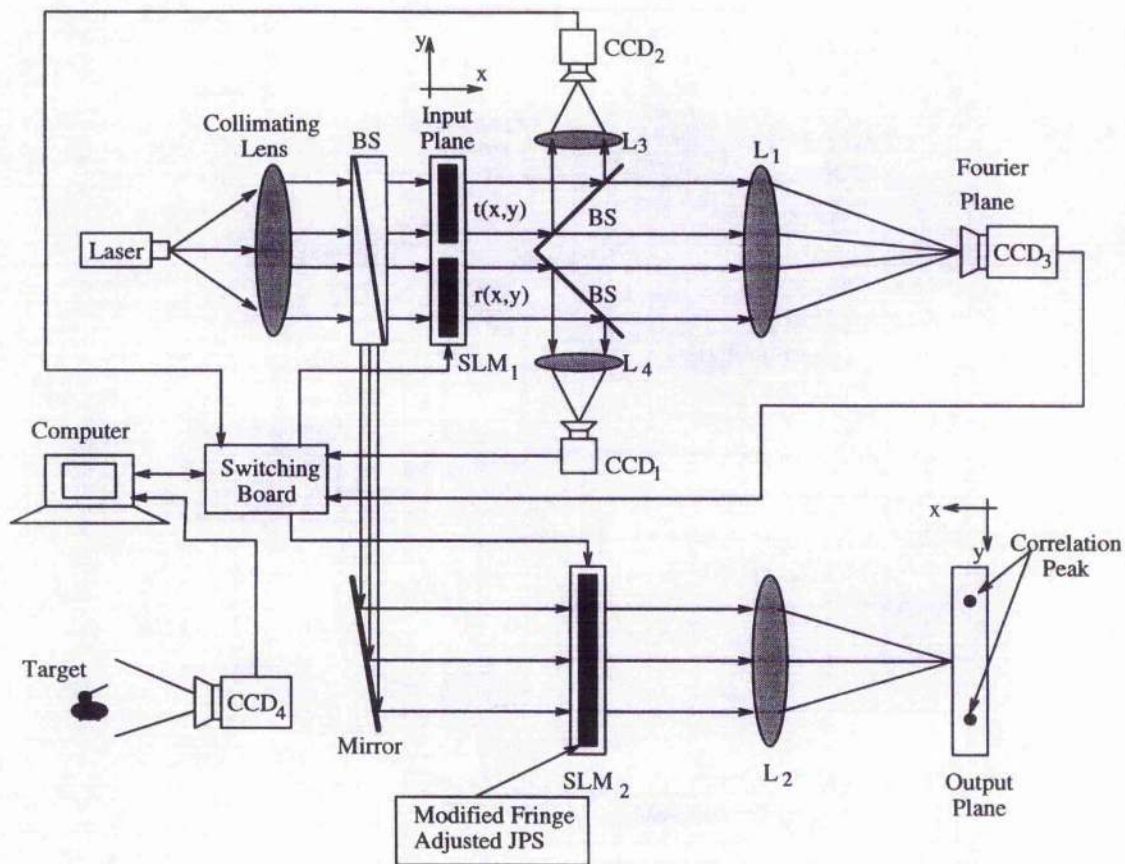 y
x
CCD2
Input
Plane
Collimating
Lens
BS
L3
L1
Fourier
Plane
t(x,y)
BS
Laser
CCD3
r(x,y)
BS
SLM1
L4
Computer
Switching
Board
CCD1
x
y
Correlation
Peak
Target
CCD4
Mirror
SLM2
L2
Output
Plane
Modified Fringe
Adjusted JPS